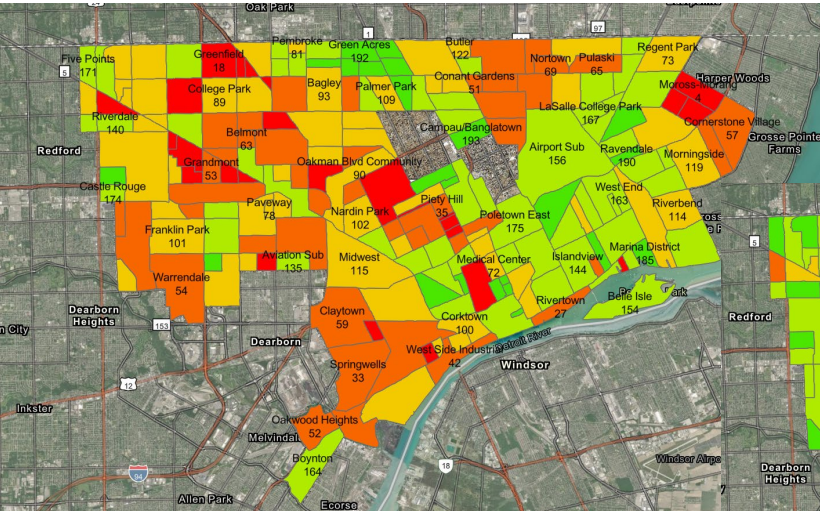 Oak Park
1
97
Pembroke
81
Green Acres
192
Butler
122
Regent Park
73
Five Points
171
5
Greenfield
18
Nortown
69
Pulaski
65
Conant Gardens
51
Bagley
93
Palmer Park
109
College Park
89
Harper Woods
4
LaSalle College Park
167
Riverdale
140
Cornerstone Village
57
Belmont
63
Campau/Banglatown
193
Grosse Pointe
Farms
Redford
Airport Sub
156
Ravendale
190
Morningside
119
Grandmont
53
Oakman Blvd Community
90
Castle Rouge
174
West End
163
Paveway
78
Nardin Park
102
Piety Hill
35
Poletown East
175
Riverbend
114
Franklin Park
101
5
Aviation Sub
135
Midwest
115
Medical Center
72
Islandview
144
Marina District
185
Warrendale
54
Rivertown
27
Belle Isle
154
Dearborn
Heights
Claytown
59
Corktown
100
Redford
153
Detroit River
Dearborn
West Side Industrial
42
Springwells
33
Windsor
12
Inkster
Oakwood Heights
52
Melvindale
Boynton
164
18
94
Dearborn
Heights
Allen Park
Ecorse